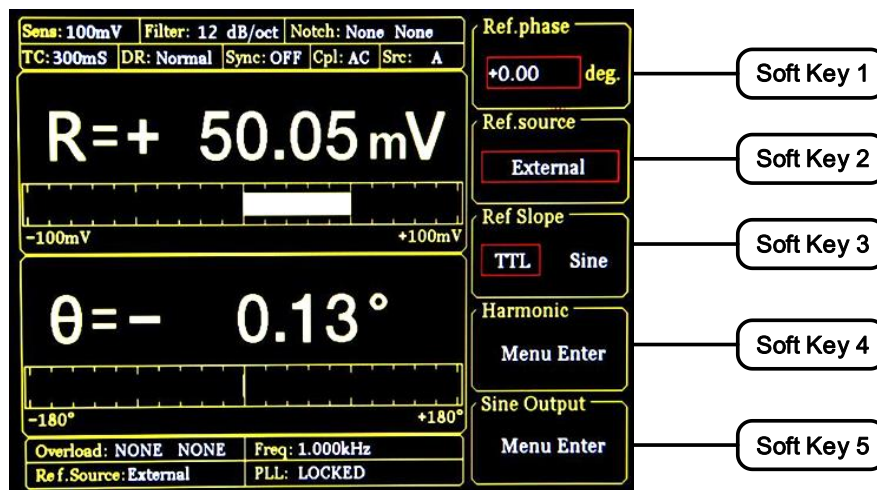 Sens: 100mV Filter: 12 dB/oct Notch: None None
TC: 300mS DR: Normal Sync: OFF Cpl: AC Src: A
R=+ 50.05 mV
-100mV +100mV
θ=- 0.13°
-180° +180°
Overload: NONE NONE Freq: 1.000kHz
Ref.Source: External PLL: LOCKED
Ref.phase
+0.00 deg.
Ref.source
External
Ref Slope
TTL Sine
Harmonic
Menu Enter
Sine Output
Menu Enter
Soft Key 1
Soft Key 2
Soft Key 3
Soft Key 4
Soft Key 5